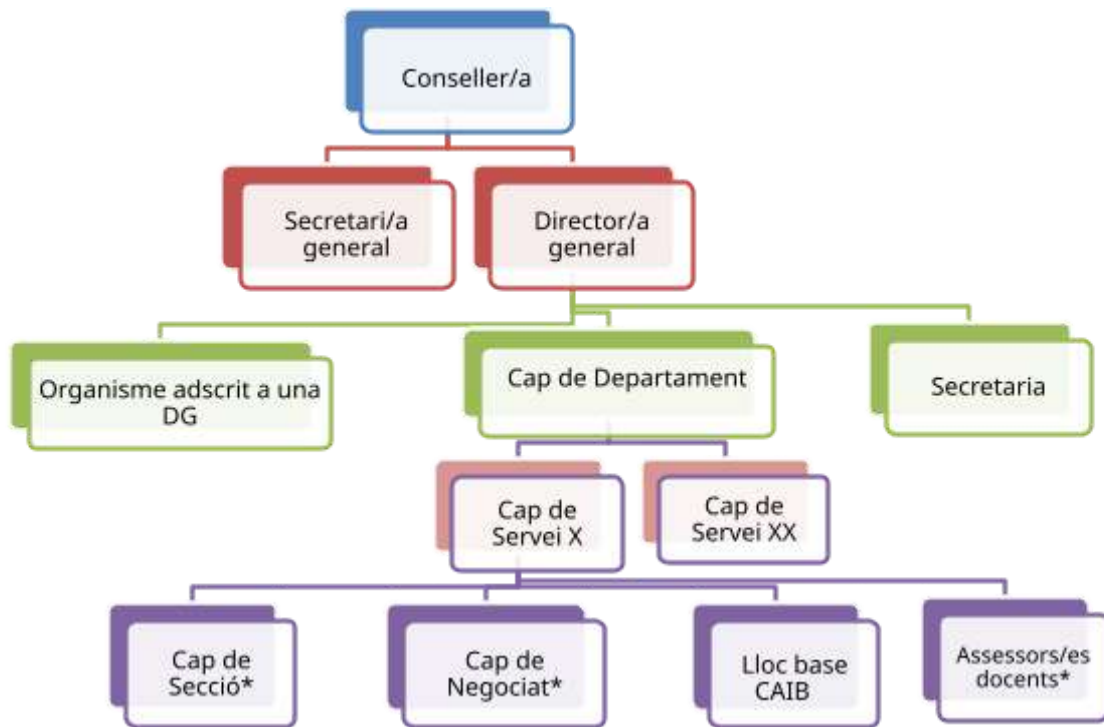 Conseller/a
Secretari/a
general
Director/a
general
Organisme adscrit a una
DG
Cap de Departament
Secretaria
Cap de
Servei X
Cap de
Servei XX
Cap de
Secció*
Cap de
Negociat*
Lloc base
CAIB
Assessors/es
docents*